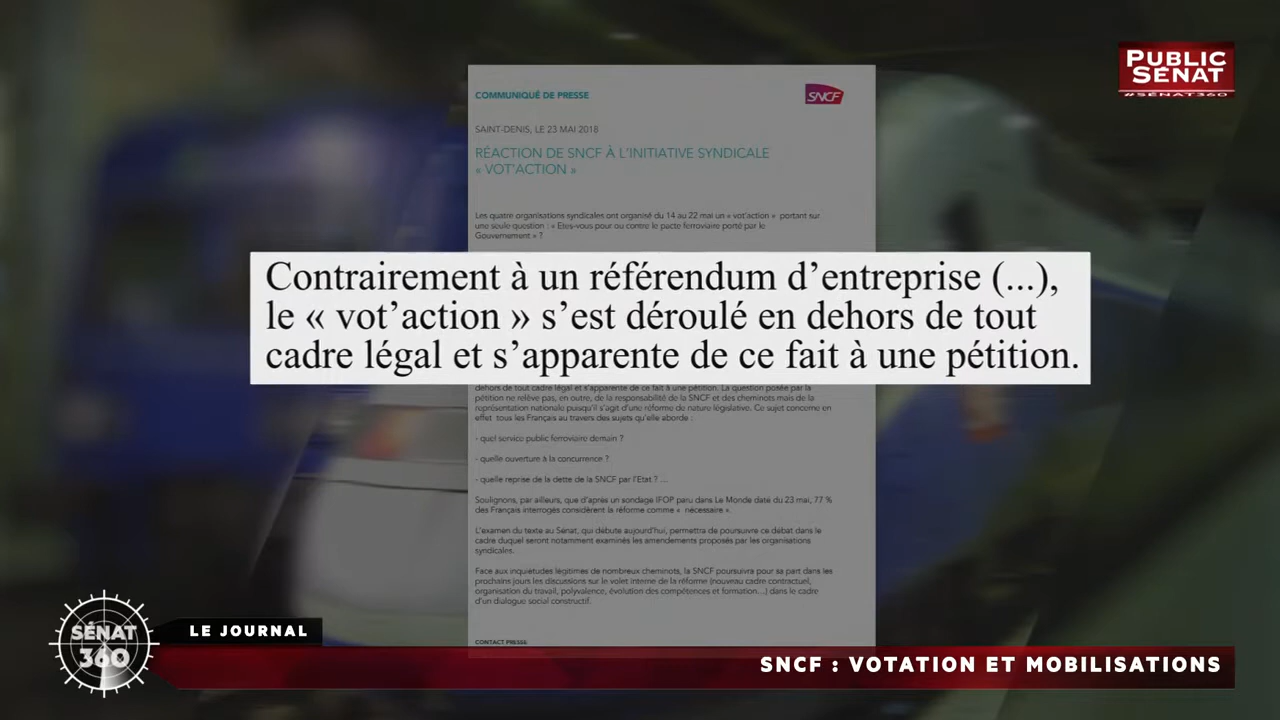 PUBLIC
SÉNAT
#SÉNAT360
COMMUNIQUÉ DE PRESSE
SNCF
SAINT-DENIS, LE 23 MAI 2018
RÉACTION DE SNCF À L'INITIATIVE SYNDICALE
« VOT'ACTION »
Les quatre organisations syndicales ont organisé du 14 au 22 mai un « vot'action » portant sur
une seule question : « Etes-vous pour ou contre le pacte ferroviaire porté par le
Gouvernement » ?
Contrairement à un référendum d'entreprise (...),
le « vot'action » s'est déroulé en dehors de tout
cadre légal et s'apparente de ce fait à une pétition.
dehors de tout cadre légal et s'apparente de ce fait à une pétition. La question posée par la
pétition ne relève pas, en outre, de la responsabilité de la SNCF et des cheminots mais de la
représentation nationale puisqu'il s'agit d'une réforme de nature législative. Ce sujet concerne en
effet tous les Français au travers des sujets qu'elle aborde :
- quel service public ferroviaire demain ?
- quelle ouverture à la concurrence ?
- quelle reprise de la dette de la SNCF par l'Etat ? ...
Soulignons, par ailleurs, que d'après un sondage IFOP paru dans Le Monde daté du 23 mai, 77 %
des Français interrogés considèrent la réforme comme « nécessaire ».
L'examen du texte au Sénat, qui débute aujourd'hui, permettra de poursuivre ce débat dans le
cadre duquel seront notamment examinés les amendements proposés par les organisations
syndicales.
Face aux inquiétudes légitimes de nombreux cheminots, la SNCF poursuivra pour sa part dans les
prochains jours les discussions sur le volet interne de la réforme (nouveau cadre contractuel,
organisation du travail, polyvalence, évolution des compétences et formation...) dans le cadre
d'un dialogue social constructif.
CONTACT PRESSE
SÉNAT
360
LE JOURNAL
SNCF : VOTATION ET MOBILISATIONS